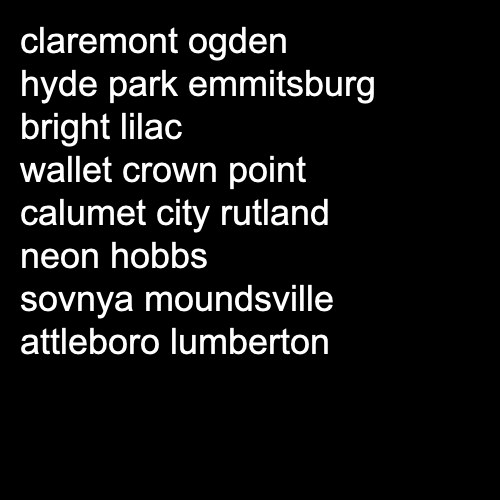 claremont ogden
hyde park emmitsburg
bright lilac
wallet crown point
calumet city rutland
neon hobbs
sovnya moundsville
attleboro lumberton